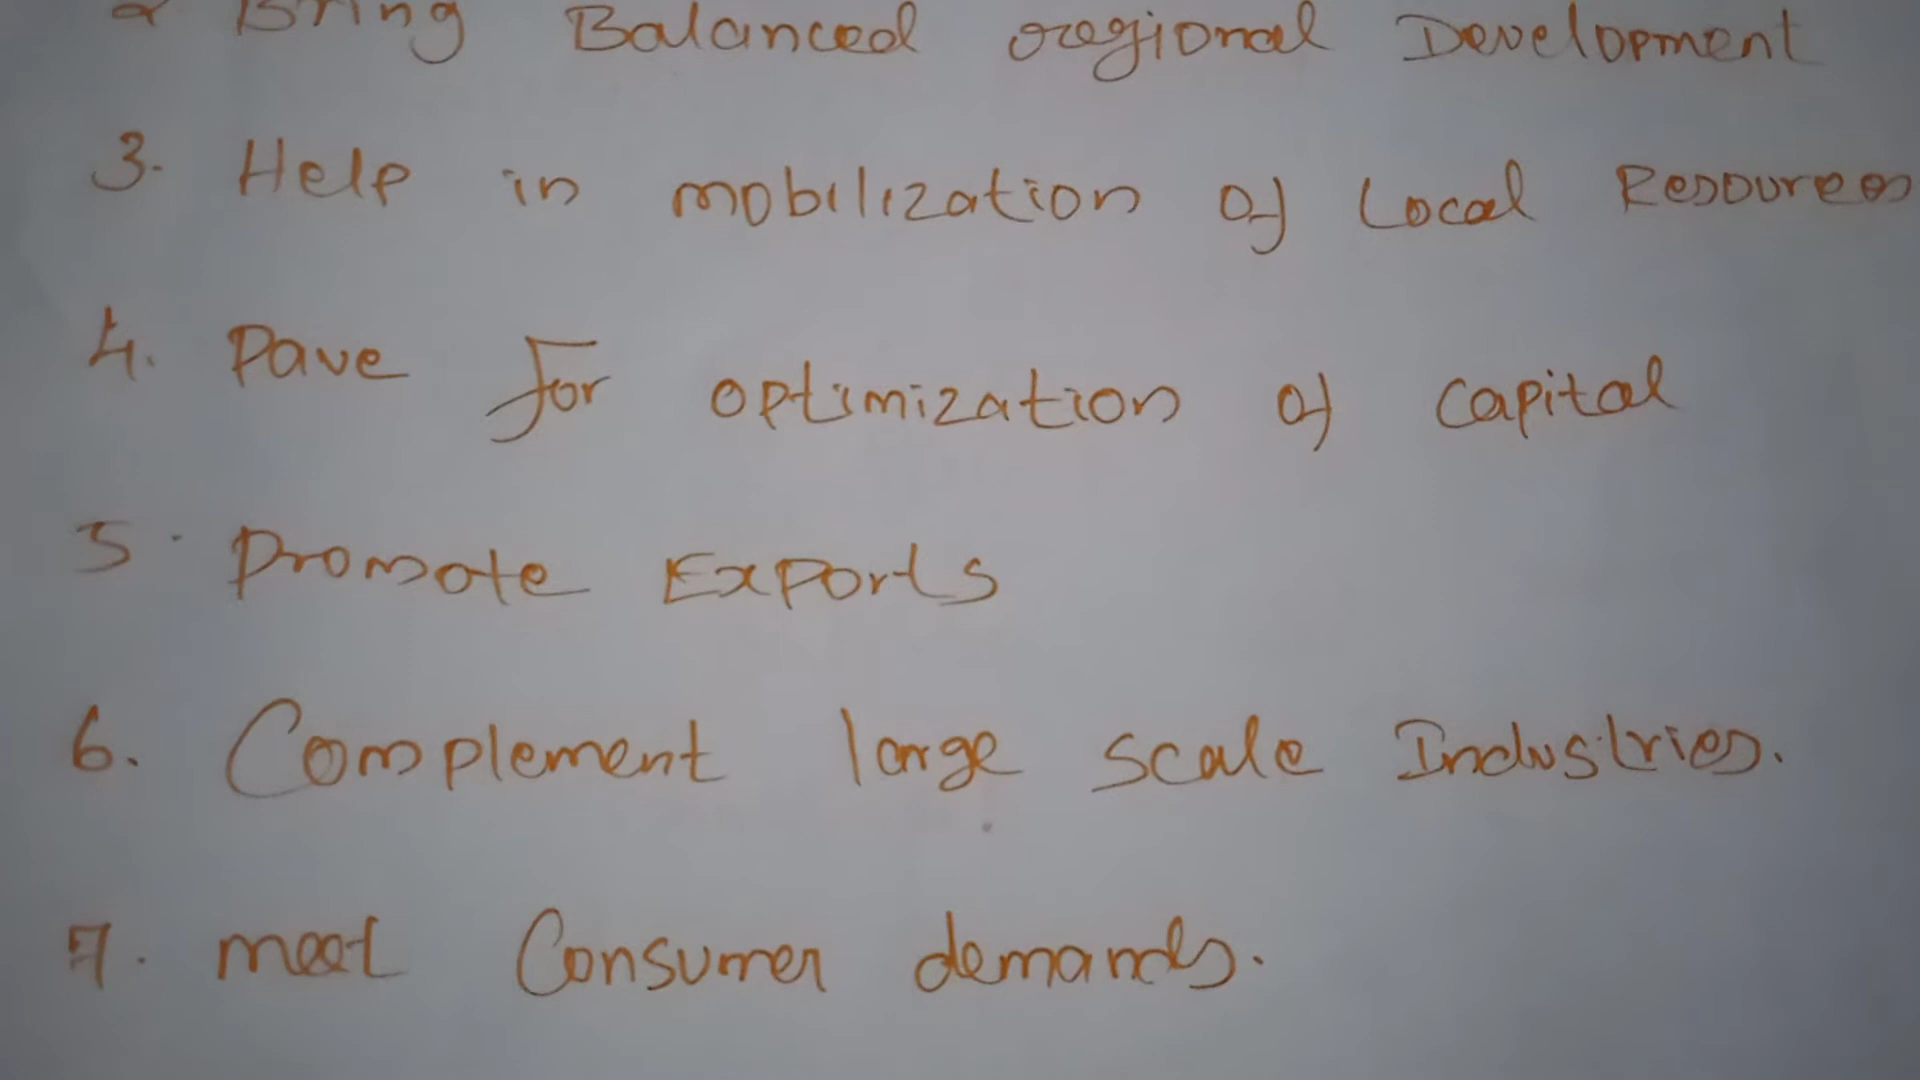 2 Bring Balanced regional Development
3. Help in mobilization of Local Resources
4. Pave for optimization of capital
5. Promote Exports
6. Complement large scale Industries.
7. meet Consumer demands.